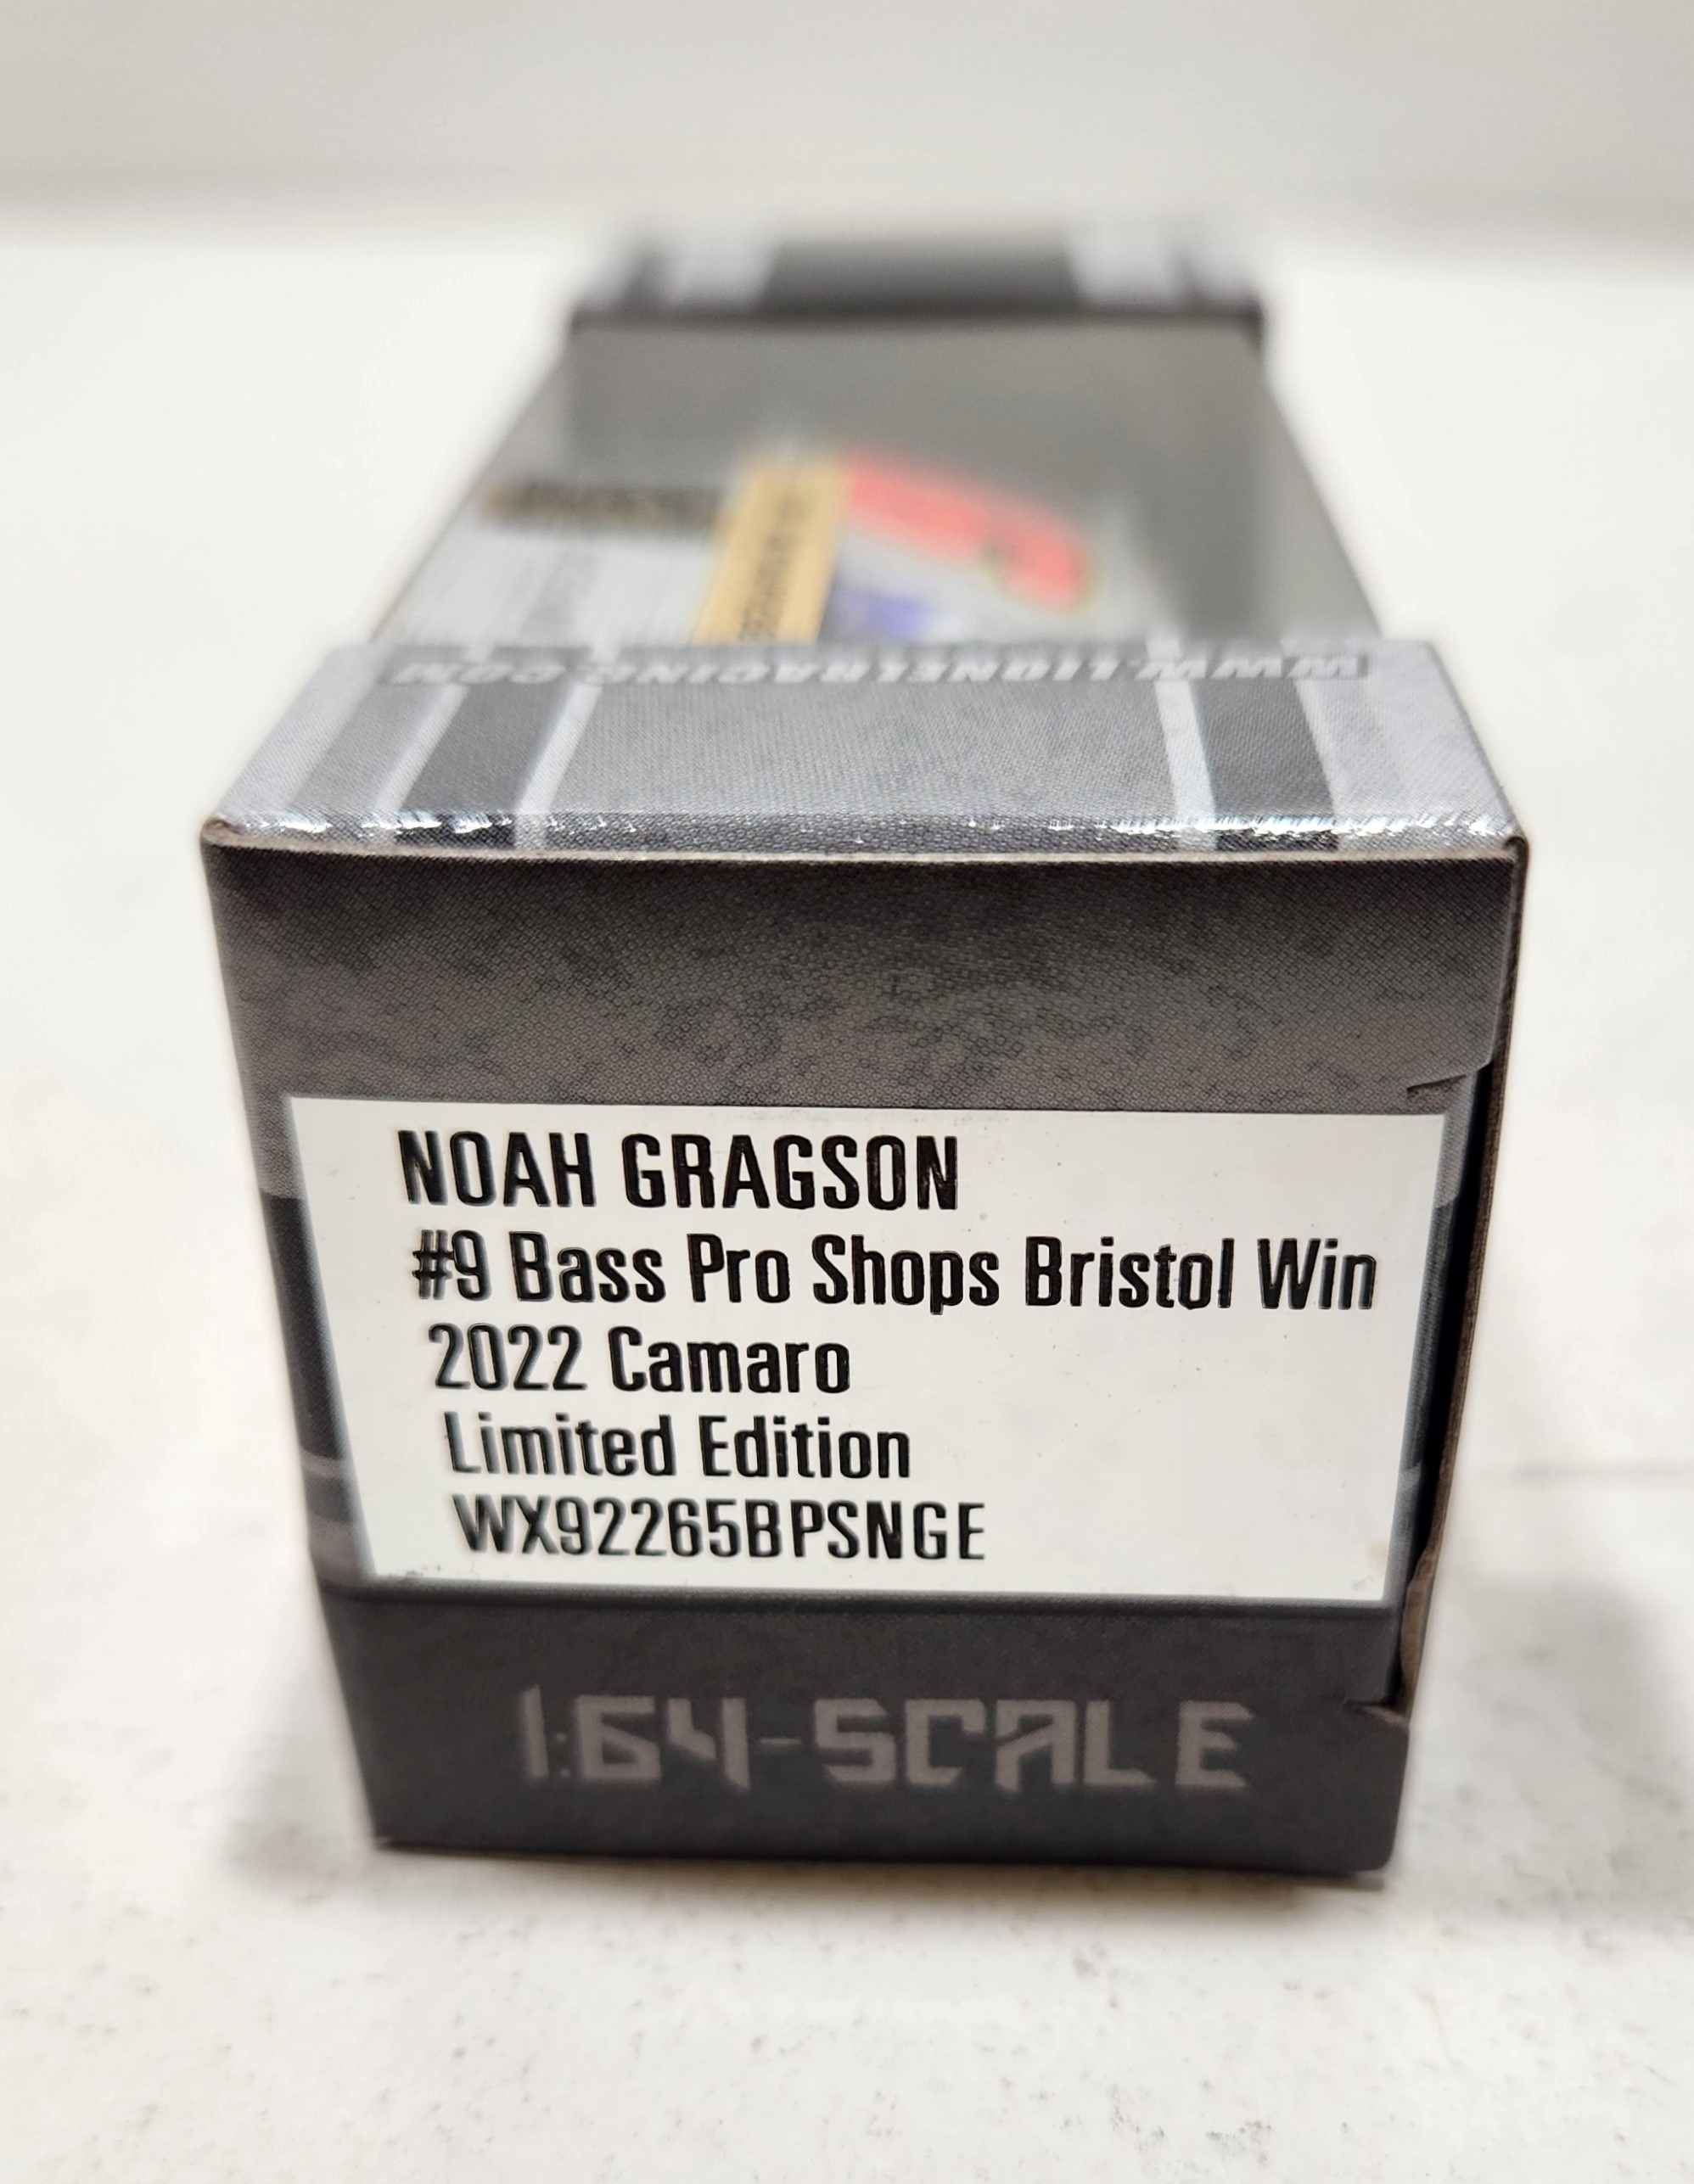 WWW.LIONELRACING.COM
NOAH GRAGSON
#9 Bass Pro Shops Bristol Win
2022 Camaro
Limited Edition
WX92265BPSNGE
1:64-SCALE